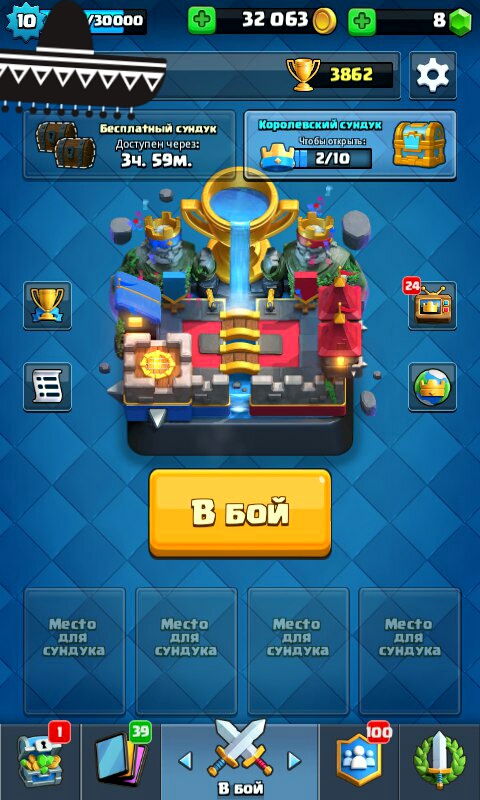 10
/30000
32 063
8
3862
Бесплатный сундук
Доступен через:
3ч. 59м.
Королевский сундук
Чтобы открыть:
2/10
24
В бой
Место
для
сундука
Место
для
сундука
Место
для
сундука
Место
для
сундука
1
39
В бой
100